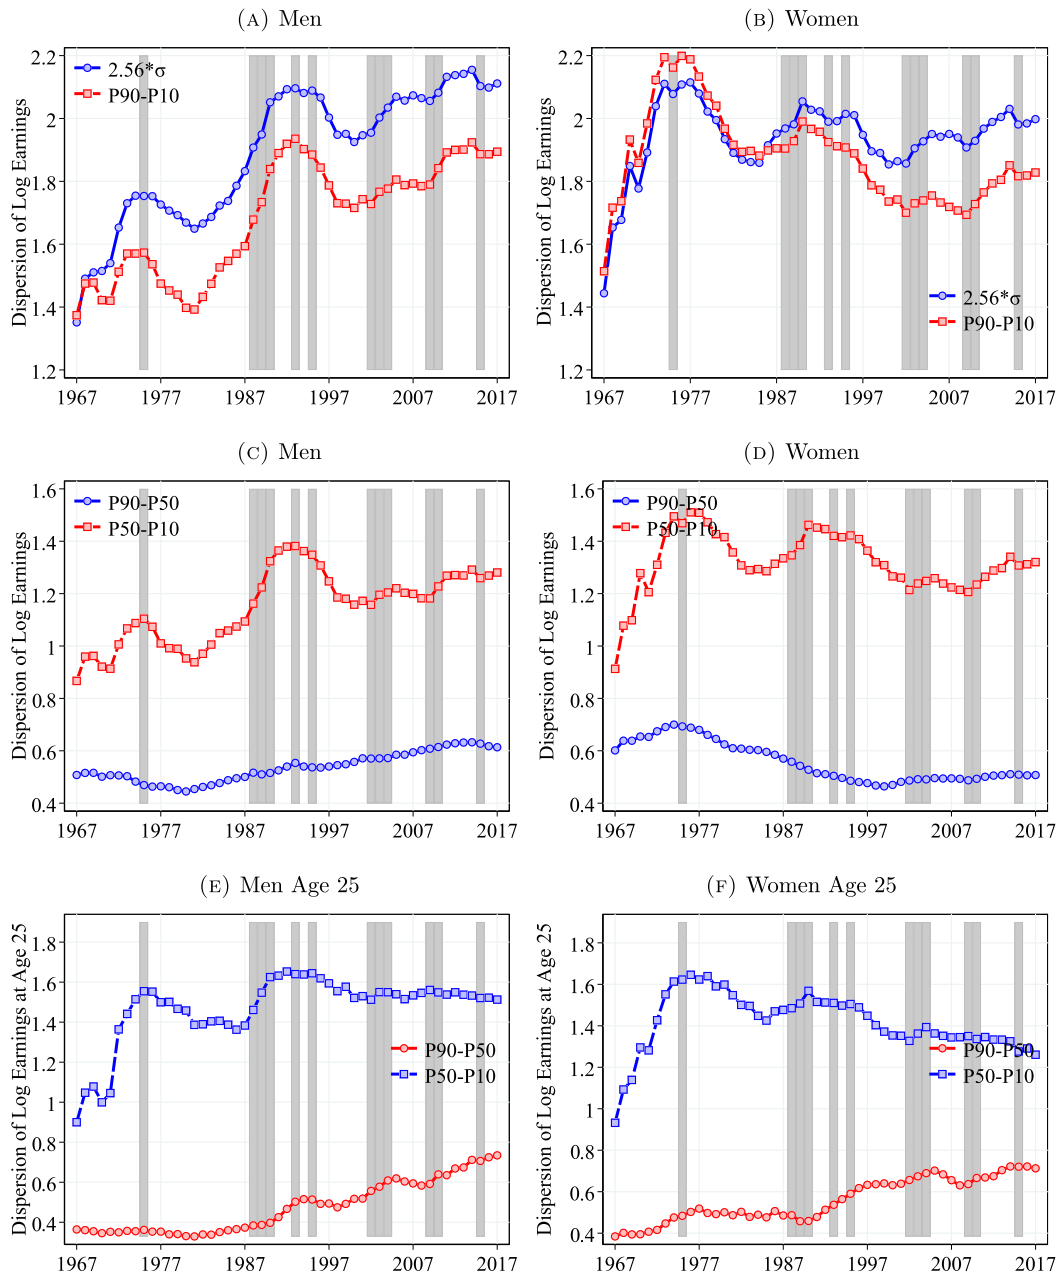 (A) Men
(B) Women
Dispersion of Log Earnings
2.2
2
1.8
1.6
1.4
1.2
2.56*σ
P90-P10
1967 1977 1987 1997 2007 2017
Dispersion of Log Earnings
2.2
2
1.8
1.6
1.4
1.2
2.56*σ
P90-P10
1967 1977 1987 1997 2007 2017
(C) Men
(D) Women
Dispersion of Log Earnings
1.6
1.4
1.2
1
0.8
0.6
0.4
P90-P50
P50-P10
1967 1977 1987 1997 2007 2017
Dispersion of Log Earnings
1.6
1.4
1.2
1
0.8
0.6
0.4
P90-P50
P50-P10
1967 1977 1987 1997 2007 2017
(E) Men Age 25
(F) Women Age 25
Dispersion of Log Earnings at Age 25
1.8
1.6
1.4
1.2
1
0.8
0.6
0.4
P90-P50
P50-P10
1967 1977 1987 1997 2007 2017
Dispersion of Log Earnings at Age 25
1.8
1.6
1.4
1.2
1
0.8
0.6
0.4
P90-P50
P50-P10
1967 1977 1987 1997 2007 2017